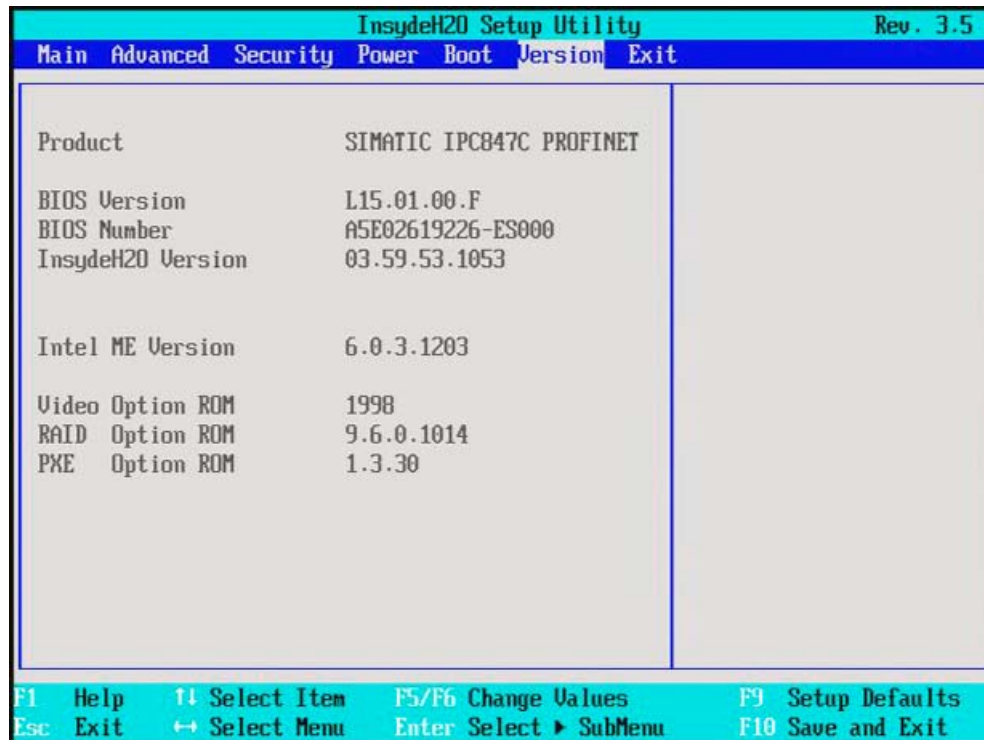 InsydeH2O Setup Utility Rev. 3.5
Main Advanced Security Power Boot Version Exit
Product SIMATIC IPC847C PROFINET
BIOS Version L15.01.00.F
BIOS Number A5E02619226-ES000
InsydeH2O Version 03.59.53.1053
Intel ME Version 6.0.3.1203
Video Option ROM 1998
RAID Option ROM 9.6.0.1014
PXE Option ROM 1.3.30
F1 Help ↑↓ Select Item F5/F6 Change Values F9 Setup Defaults
Esc Exit ↔ Select Menu Enter Select ▶ SubMenu F10 Save and Exit